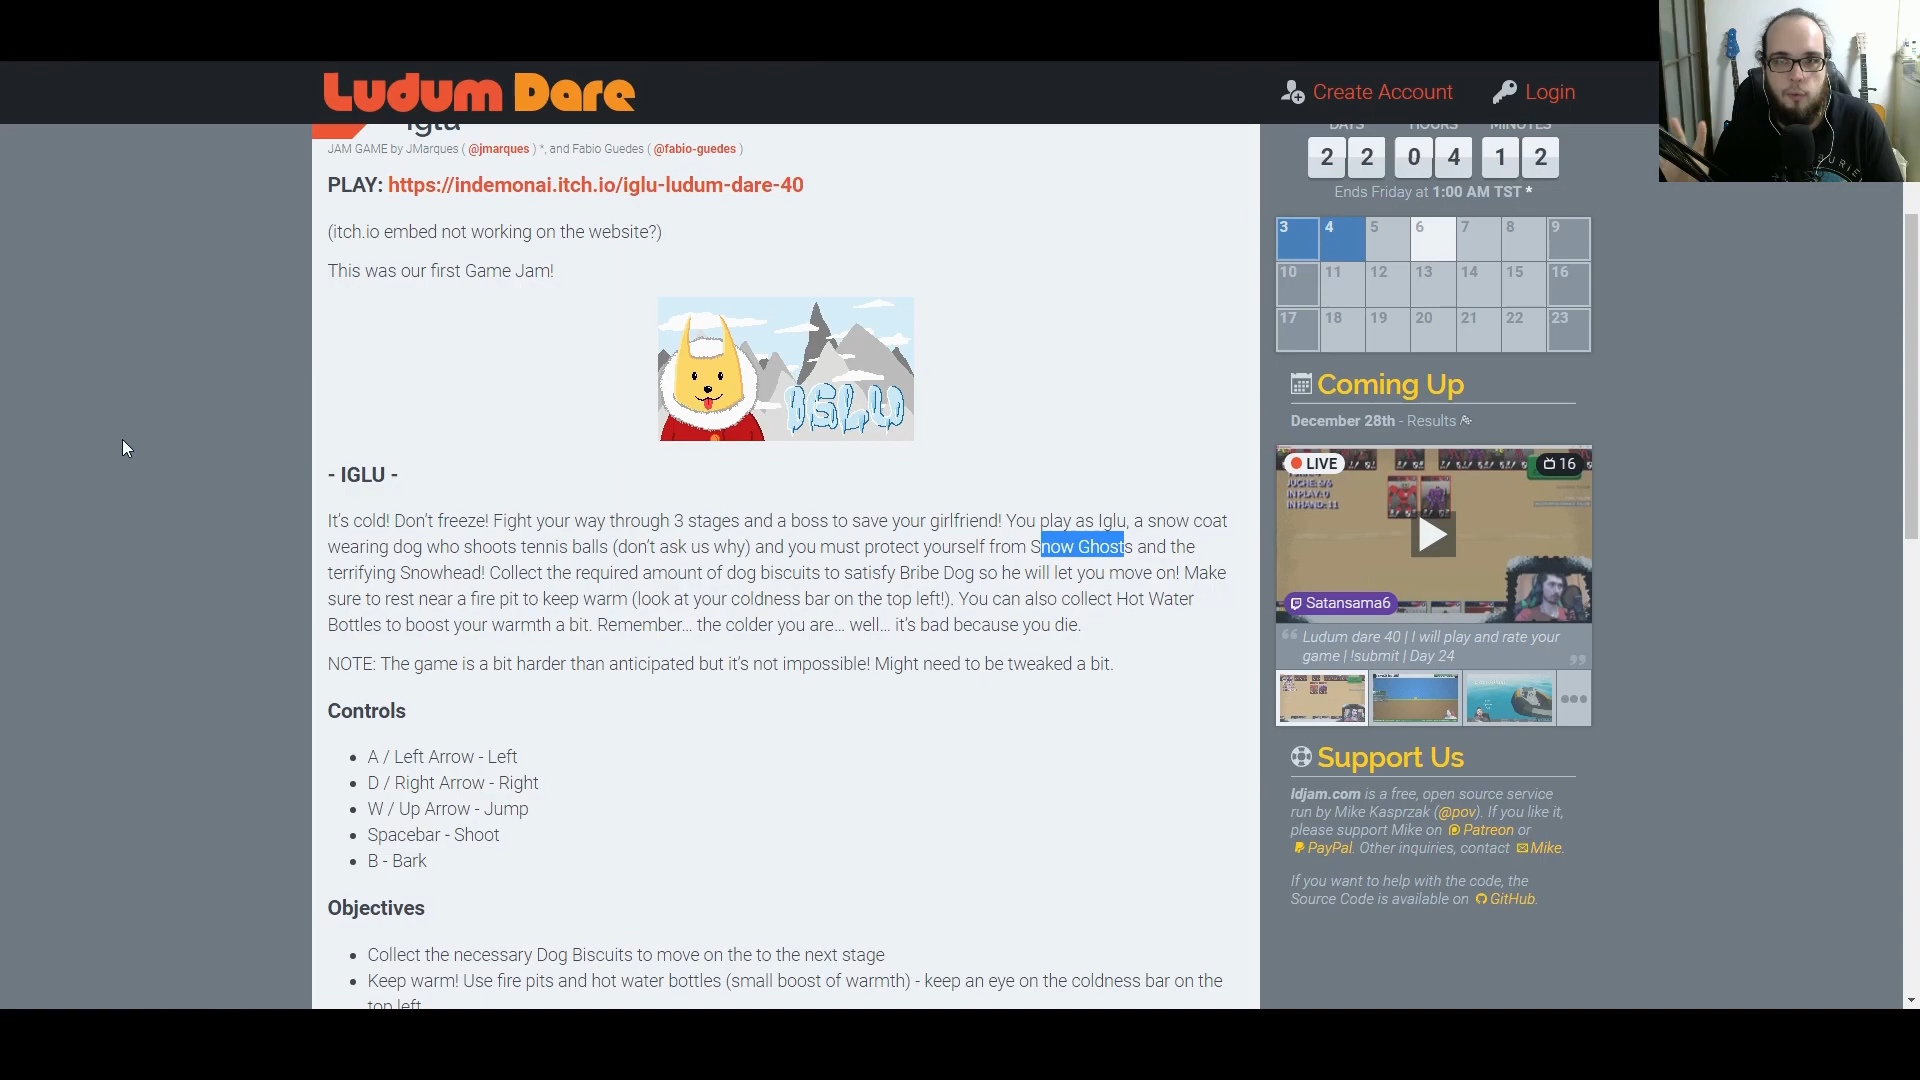 Ludum Dare
Create Account
Login
Iglu
JAM GAME by JMarques ( @jmarques ) *, and Fabio Guedes ( @fabio-guedes )
PLAY: https://indemonai.itch.io/iglu-ludum-dare-40
(itch.io embed not working on the website?)
This was our first Game Jam!
IGLU
- IGLU -
It’s cold! Don’t freeze! Fight your way through 3 stages and a boss to save your girlfriend! You play as Iglu, a snow coat
wearing dog who shoots tennis balls (don’t ask us why) and you must protect yourself from Snow Ghosts and the
terrifying Snowhead! Collect the required amount of dog biscuits to satisfy Bribe Dog so he will let you move on! Make
sure to rest near a fire pit to keep warm (look at your coldness bar on the top left!). You can also collect Hot Water
Bottles to boost your warmth a bit. Remember… the colder you are… well… it’s bad because you die.
NOTE: The game is a bit harder than anticipated but it’s not impossible! Might need to be tweaked a bit.
Controls
• A / Left Arrow - Left
• D / Right Arrow - Right
• W / Up Arrow - Jump
• Spacebar - Shoot
• B - Bark
Objectives
• Collect the necessary Dog Biscuits to move on the to the next stage
• Keep warm! Use fire pits and hot water bottles (small boost of warmth) - keep an eye on the coldness bar on the
top left
DAYS HOURS MINUTES
2 2 0 4 1 2
Ends Friday at 1:00 AM TST *
3 4 5 6 7 8 9
10 11 12 13 14 15 16
17 18 19 20 21 22 23
Coming Up
December 28th - Results
LIVE
16
IN PLAY: 0
IN HAND: 11
Satansama6
Ludum dare 40 | I will play and rate your
game | !submit | Day 24
Support Us
ldjam.com is a free, open source service
run by Mike Kasprzak (@pov). If you like it,
please support Mike on Patreon or
PayPal. Other inquiries, contact Mike.
If you want to help with the code, the
Source Code is available on GitHub.